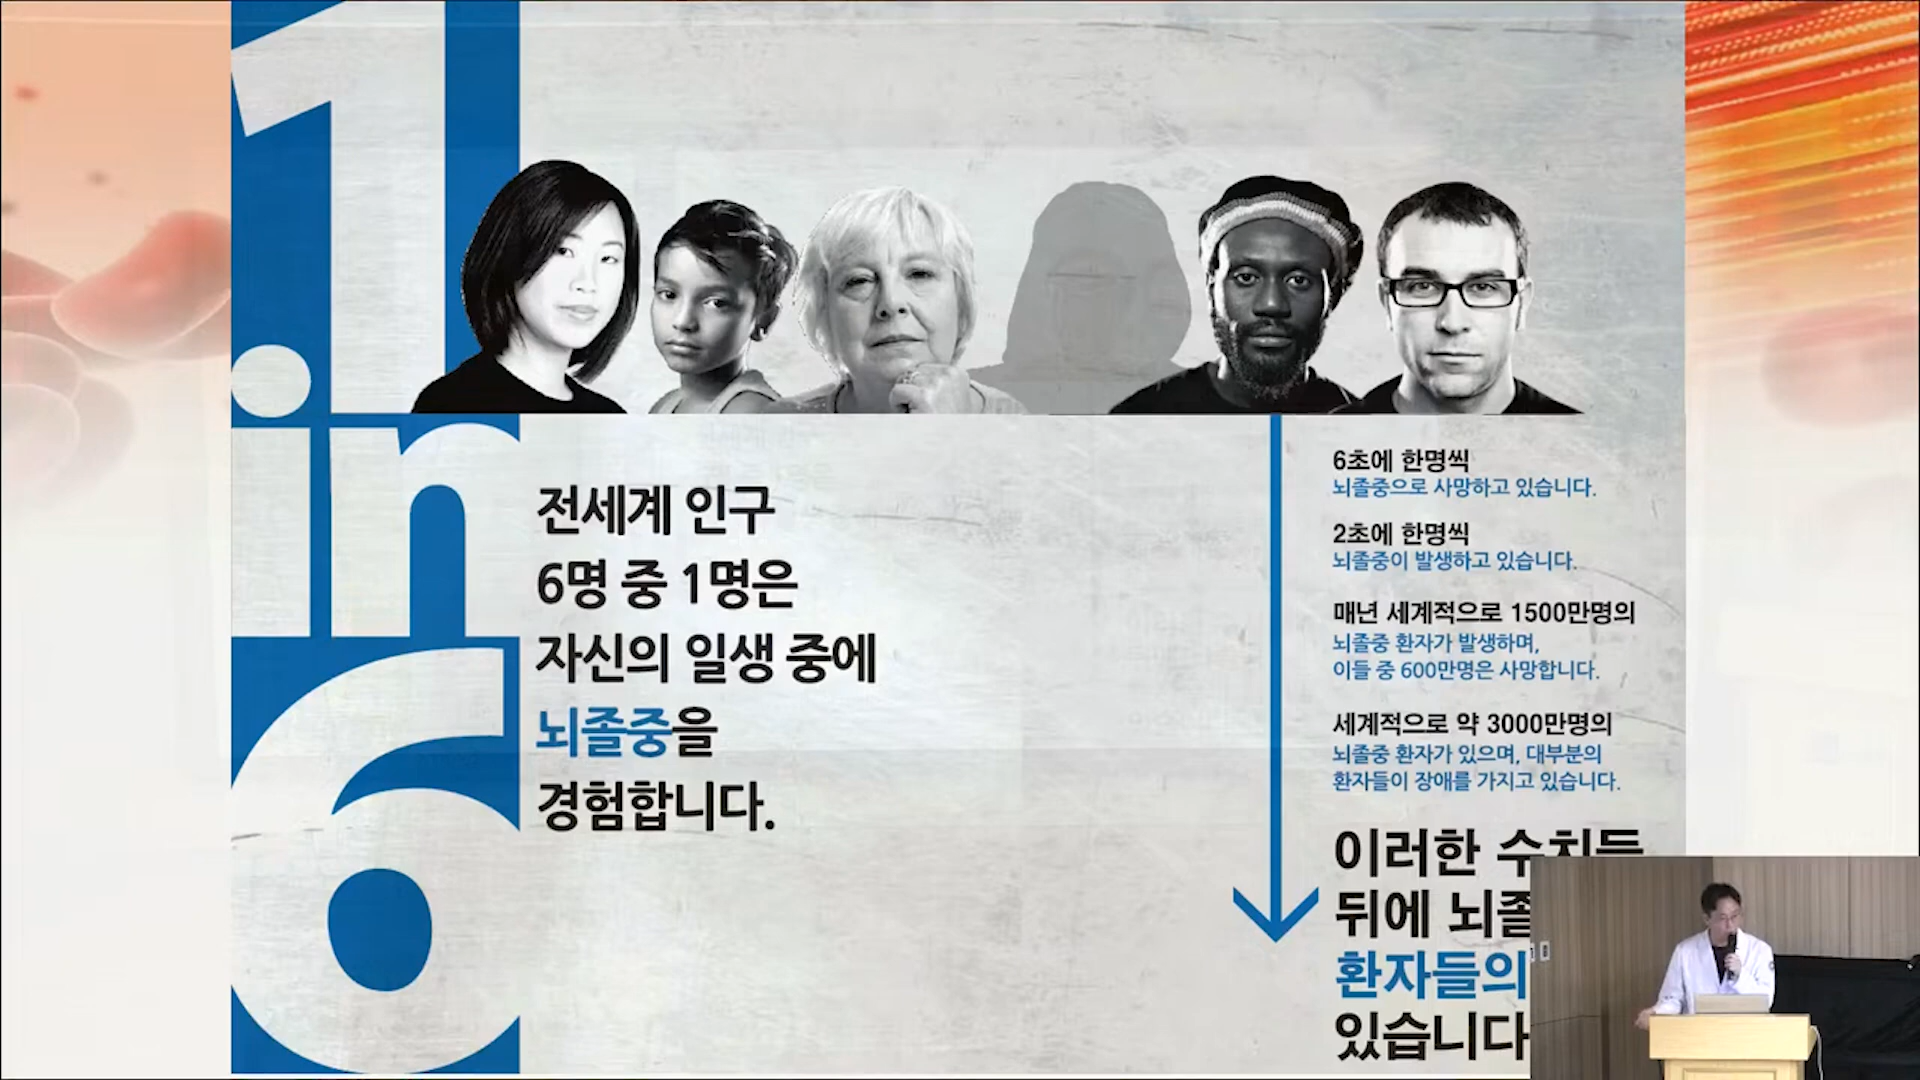 1
in
6
전세계 인구
6명 중 1명은
자신의 일생 중에
뇌졸중을
경험합니다.
6초에 한명씩
뇌졸중으로 사망하고 있습니다.
2초에 한명씩
뇌졸중이 발생하고 있습니다.
매년 세계적으로 1500만명의
뇌졸중 환자가 발생하며,
이들 중 600만명은 사망합니다.
세계적으로 약 3000만명의
뇌졸중 환자가 있으며, 대부분의
환자들이 장애를 가지고 있습니다.
이러한 수치들
뒤에 뇌졸
환자들의
있습니다